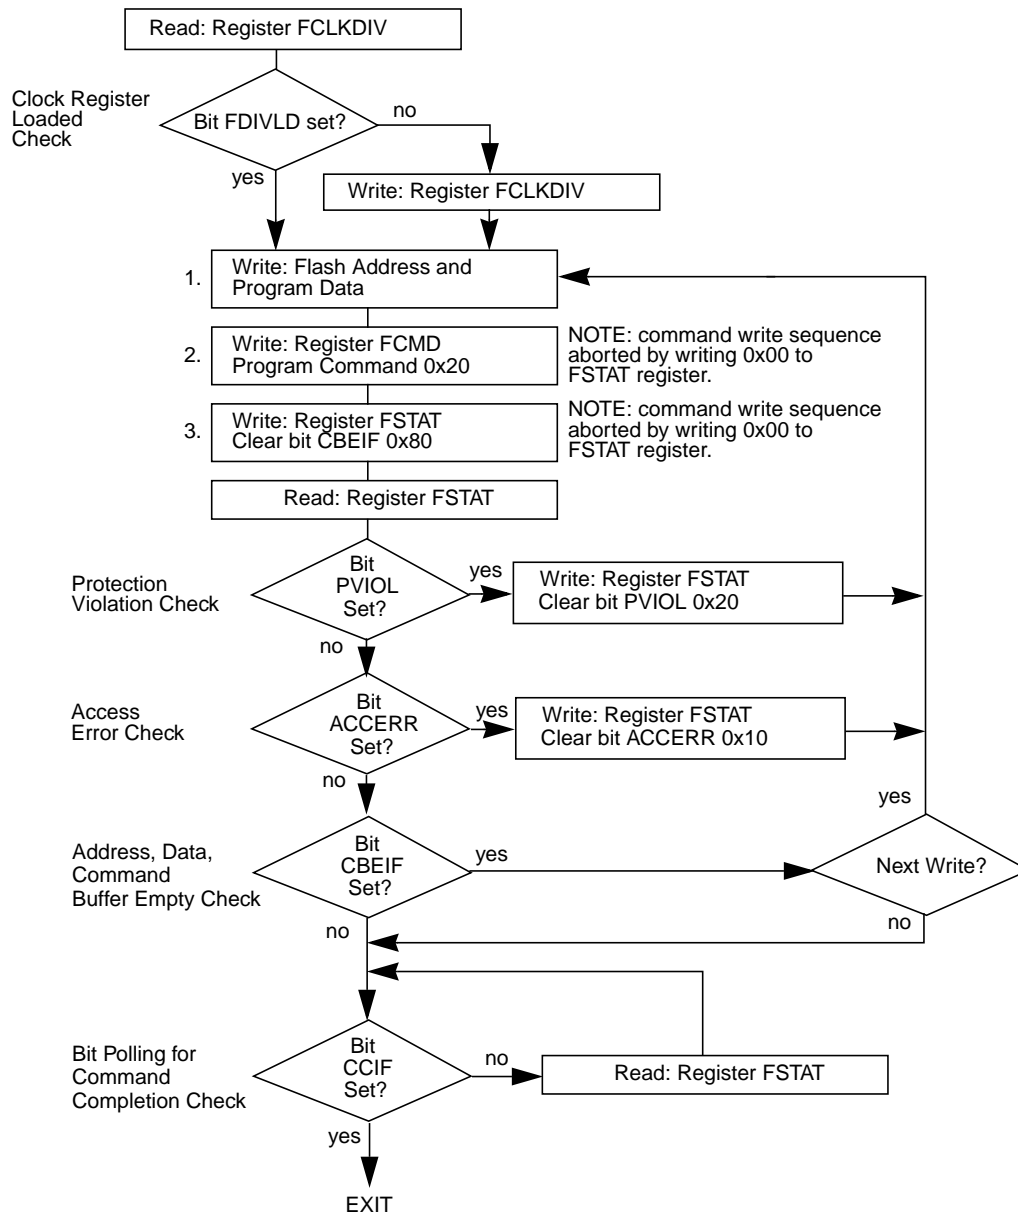 Read: Register FCLKDIV
Clock Register
Loaded
Check
Bit FDIVLD set?
no
yes
Write: Register FCLKDIV
1.
Write: Flash Address and
Program Data
2.
Write: Register FCMD
Program Command 0x20
NOTE: command write sequence
aborted by writing 0x00 to
FSTAT register.
3.
Write: Register FSTAT
Clear bit CBEIF 0x80
NOTE: command write sequence
aborted by writing 0x00 to
FSTAT register.
Read: Register FSTAT
Protection
Violation Check
Bit
PVIOL
Set?
yes
Write: Register FSTAT
Clear bit PVIOL 0x20
no
Access
Error Check
Bit
ACCERR
Set?
yes
Write: Register FSTAT
Clear bit ACCERR 0x10
no
yes
Address, Data,
Command
Buffer Empty Check
Bit
CBEIF
Set?
yes
Next Write?
no
no
Bit Polling for
Command
Completion Check
Bit
CCIF
Set?
no
Read: Register FSTAT
yes
EXIT